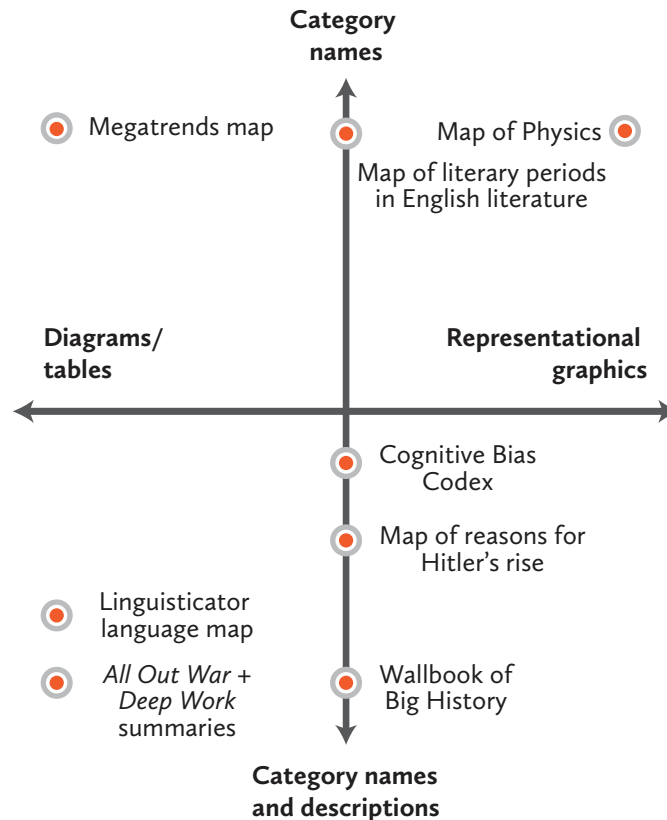 Category
names
Megatrends map
Map of Physics
Map of literary periods
in English literature
Diagrams/
tables
Representational
graphics
Cognitive Bias
Codex
Map of reasons for
Hitler’s rise
Linguisticator
language map
All Out War +
Deep Work
summaries
Wallbook of
Big History
Category names
and descriptions